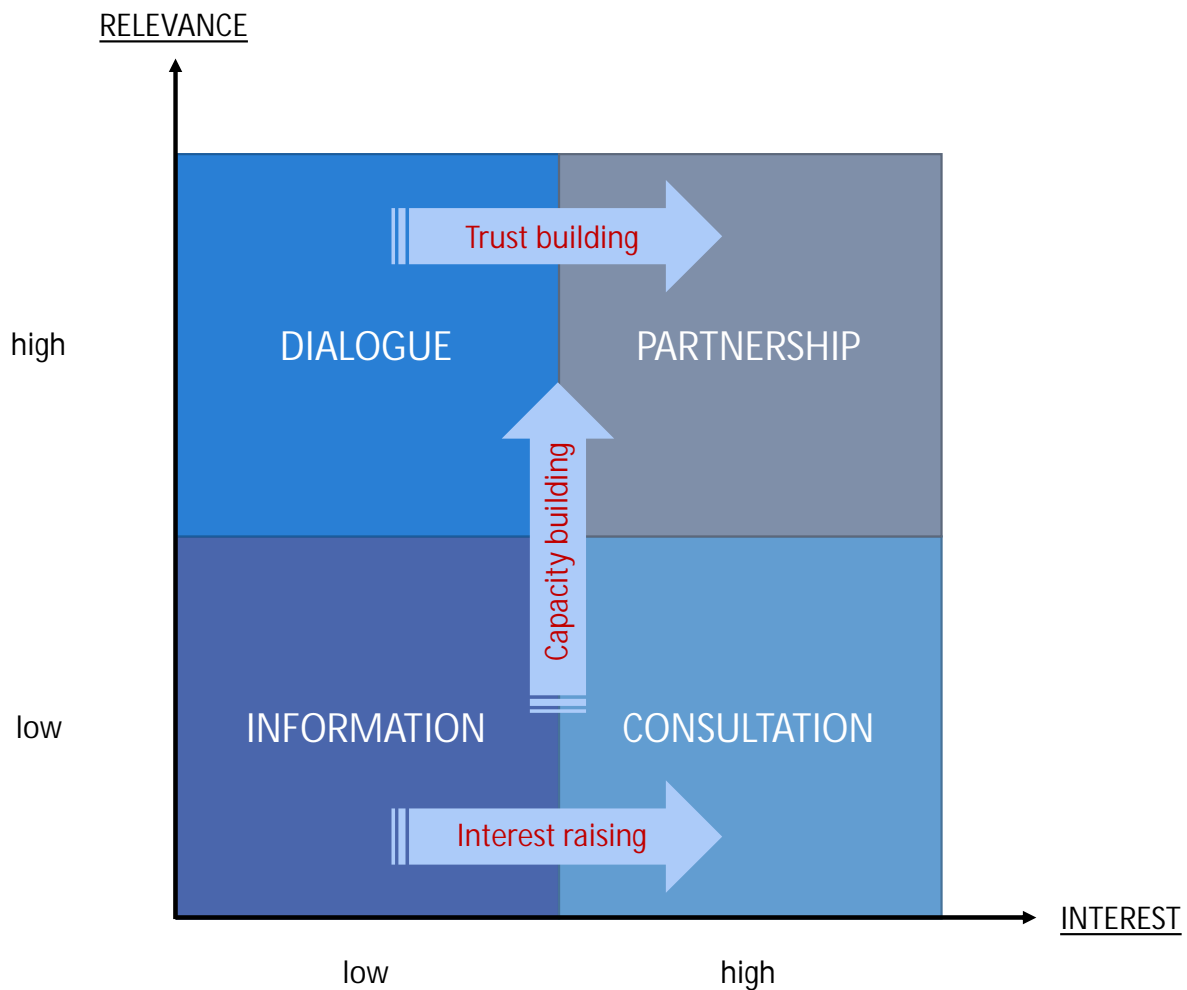 RELEVANCE
Trust building
high
DIALOGUE
PARTNERSHIP
Capacity building
low
INFORMATION
CONSULTATION
Interest raising
INTEREST
low
high